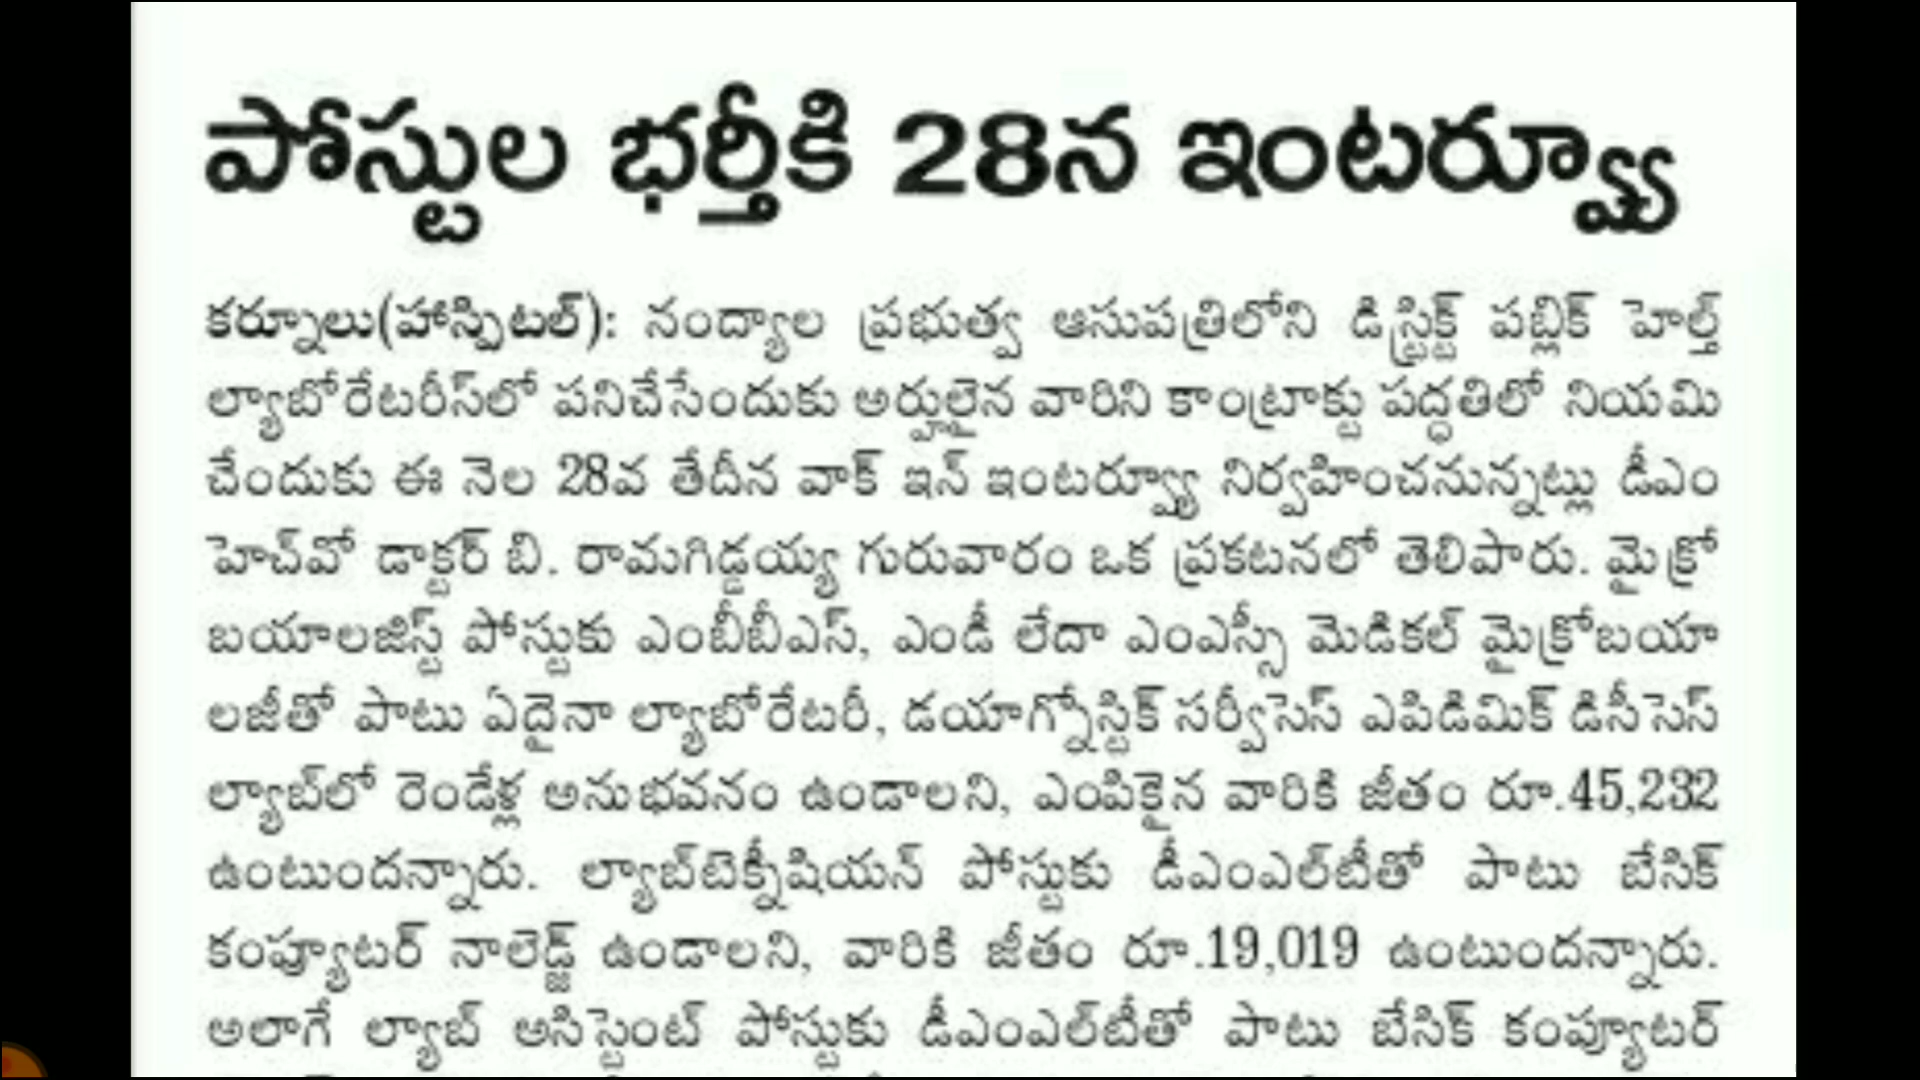 పోస్టుల భర్తీకి 28న ఇంటర్వ్యూ
కర్నూలు(హాస్పిటల్): నంద్యాల ప్రభుత్వ ఆసుపత్రిలోని డిస్ట్రిక్ట్ పబ్లిక్ హెల్త్
ల్యాబోరేటరీస్‌లో పనిచేసేందుకు అర్హులైన వారిని కాంట్రాక్టు పద్ధతిలో నియమి
చేందుకు ఈ నెల 28వ తేదీన వాక్ ఇన్ ఇంటర్వ్యూ నిర్వహించనున్నట్లు డీఎం
హెచ్‌వో డాక్టర్ బి. రామగిడ్డయ్య గురువారం ఒక ప్రకటనలో తెలిపారు. మైక్రో
బయాలజిస్ట్ పోస్టుకు ఎంబీబీఎస్, ఎండీ లేదా ఎంఎస్సీ మెడికల్ మైక్రోబయా
లజీతో పాటు ఏదైనా ల్యాబోరేటరీ, డయాగ్నోస్టిక్ సర్వీసెస్ ఎపిడిమిక్ డిసీసెస్
ల్యాబ్‌లో రెండేళ్ల అనుభవనం ఉండాలని, ఎంపికైన వారికి జీతం రూ.45,232
ఉంటుందన్నారు. ల్యాబ్‌టెక్నీషియన్ పోస్టుకు డీఎంఎల్‌టీతో పాటు బేసిక్
కంప్యూటర్ నాలెడ్జ్ ఉండాలని, వారికి జీతం రూ.19,019 ఉంటుందన్నారు.
అలాగే ల్యాబ్ అసిస్టెంట్ పోస్టుకు డీఎంఎల్‌టీతో పాటు బేసిక్ కంప్యూటర్